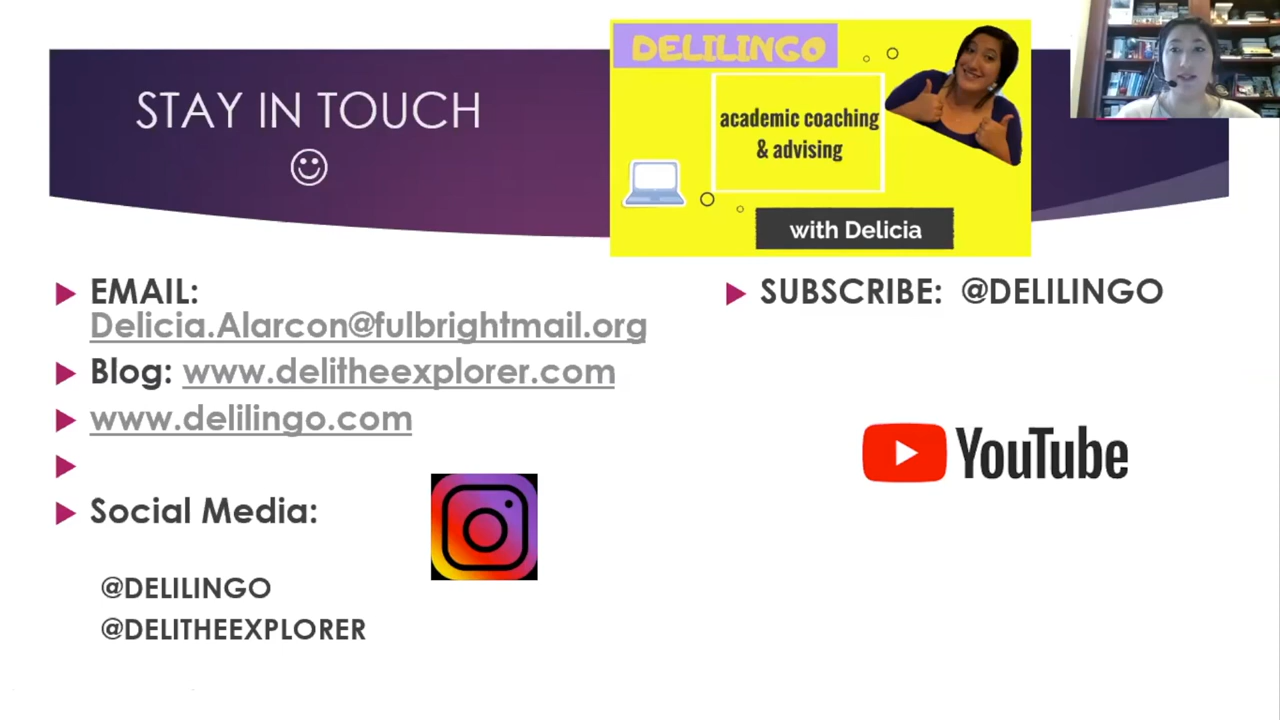 STAY IN TOUCH
☺
DELILINGO
academic coaching
& advising
with Delicia
EMAIL:
Delicia.Alarcon@fulbrightmail.org
Blog: www.delitheexplorer.com
www.delilingo.com
Social Media:
@DELILINGO
@DELITHEEXPLORER
SUBSCRIBE: @DELILINGO
YouTube